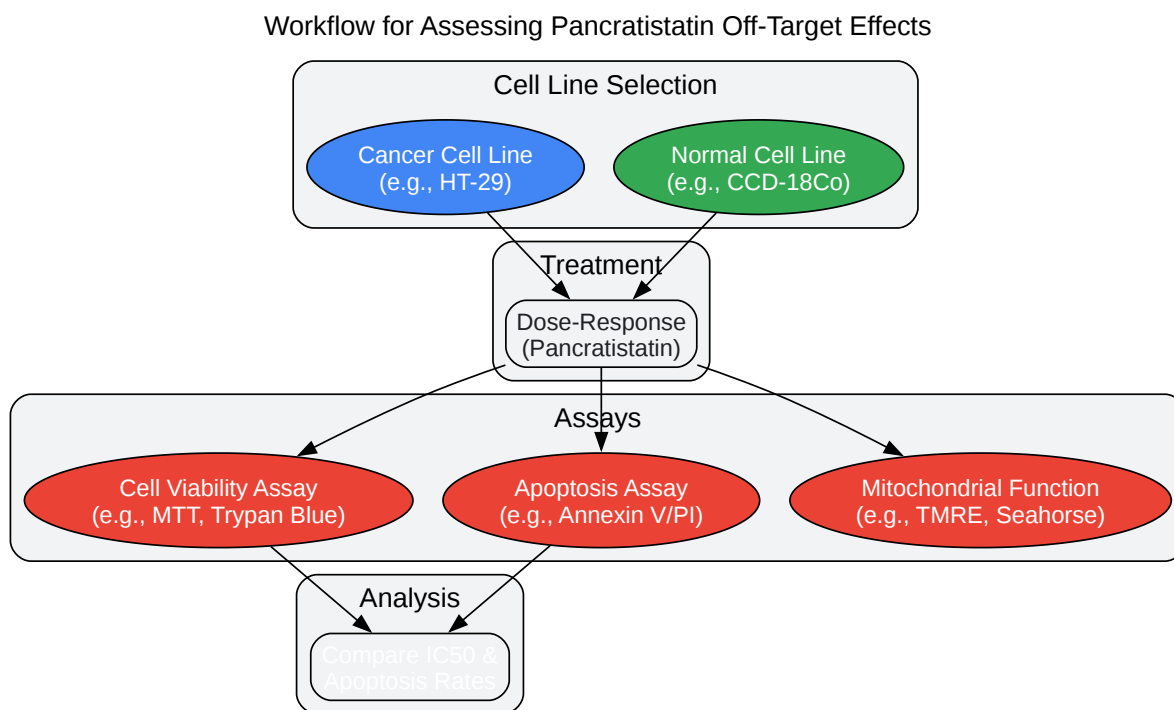 Workflow for Assessing Pancratistatin Off-Target Effects
Cell Line Selection
Cancer Cell Line
(e.g., HT-29)
Normal Cell Line
(e.g., CCD-18Co)
Treatment
Dose-Response
(Pancratistatin)
Assays
Cell Viability Assay
(e.g., MTT, Trypan Blue)
Apoptosis Assay
(e.g., Annexin V/PI)
Mitochondrial Function
(e.g., TMRE, Seahorse)
Analysis
Compare IC50 &
Apoptosis Rates